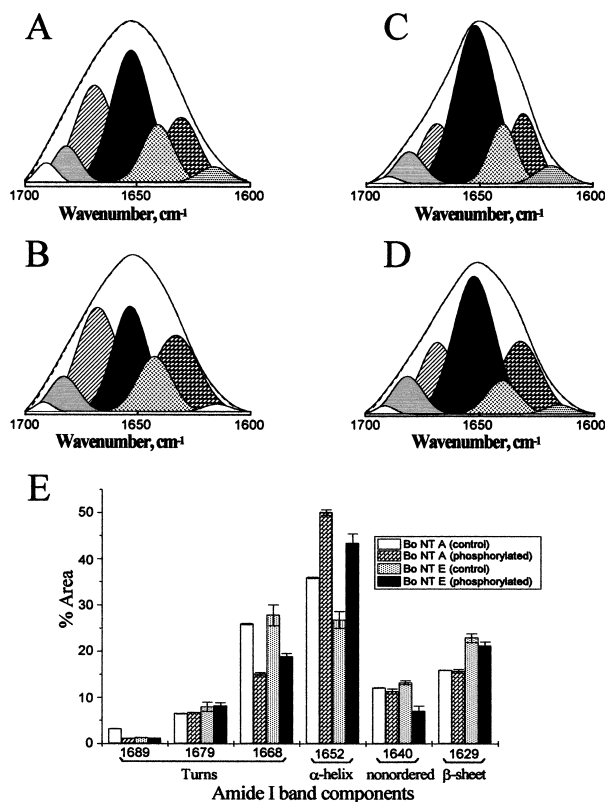 A
C
1700 1650 1600
1700 1650 1600
Wavenumber, cm-1
Wavenumber, cm-1
B
D
1700 1650 1600
1700 1650 1600
Wavenumber, cm-1
Wavenumber, cm-1
E
50
40
30
20
10
0
% Area
Bo NT A (control)
Bo NT A (phosphorylated)
Bo NT E (control)
Bo NT E (phosphorylated)
1689 1679 1668 1652 1640 1629
Turns α-helix nonordered β-sheet
Amide I band components